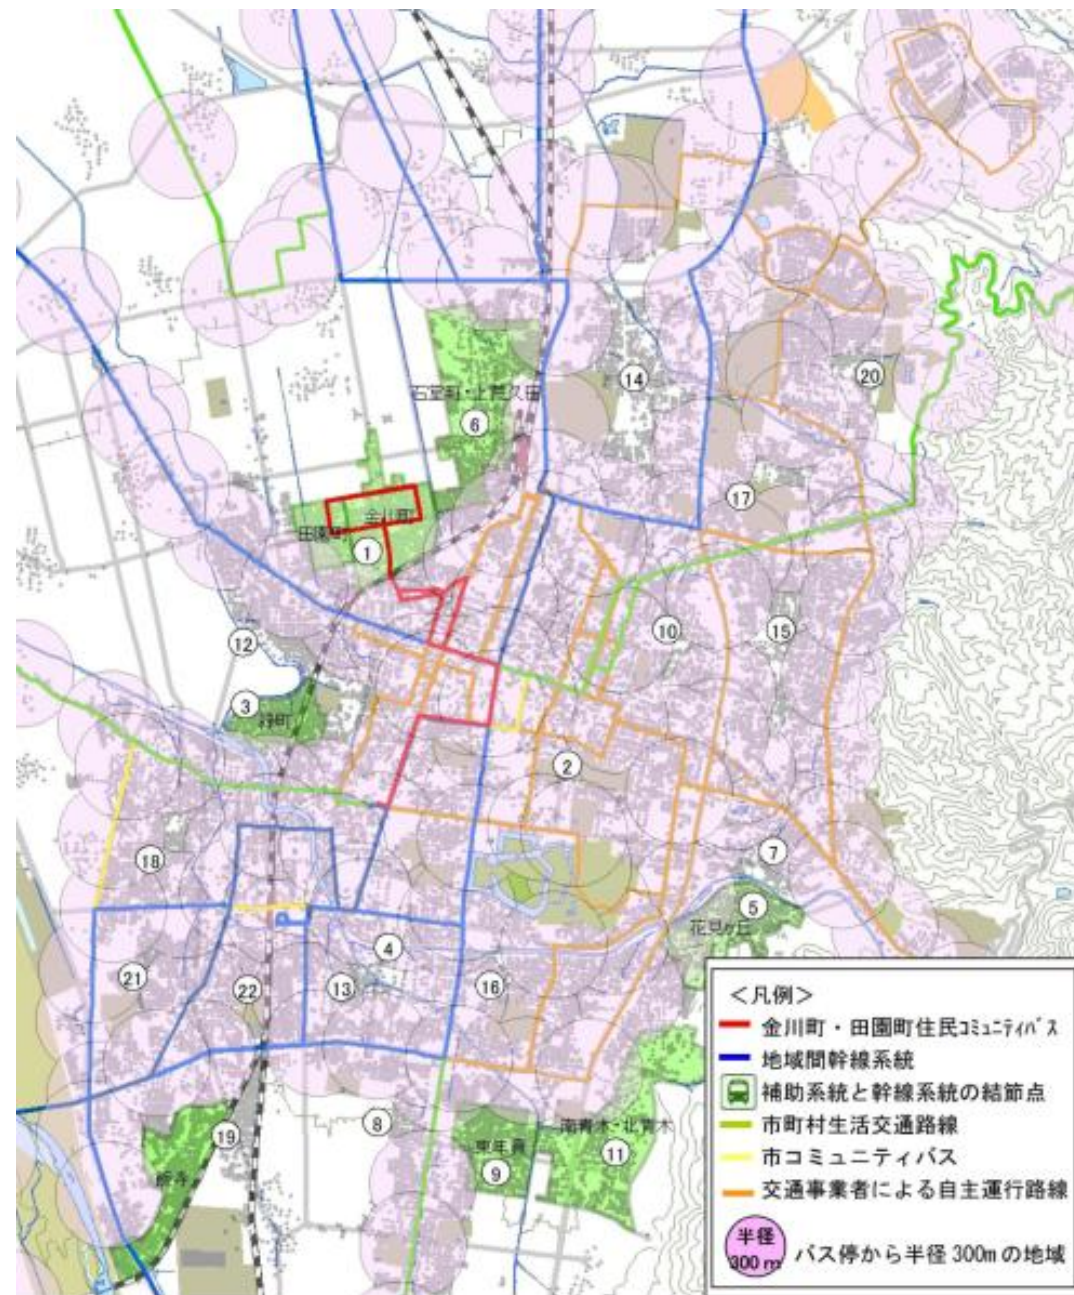 14
20
石堂町・北荒久田
6
17
金川町
田園町
1
10
15
12
3
緑町
2
18
7
5
花見ヶ丘
4
21
22
13
16
<凡例>
金川町・田園町住民コミュニティバス
地域間幹線系統
補助系統と幹線系統の結節点
市町村生活交通路線
市コミュニティバス
交通事業者による自主運行路線
半径
300m
バス停から半径300mの地域
8
19
南青木・北青木
東年貢
9
11
飯寺